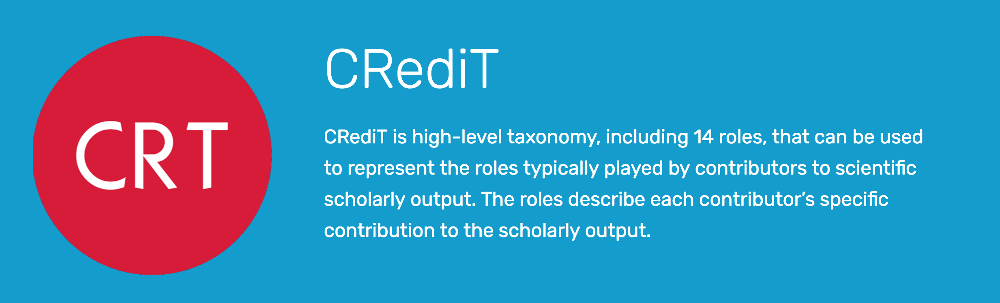 CRT
CRediT
CRediT is high-level taxonomy, including 14 roles, that can be used
to represent the roles typically played by contributors to scientific
scholarly output. The roles describe each contributor’s specific
contribution to the scholarly output.